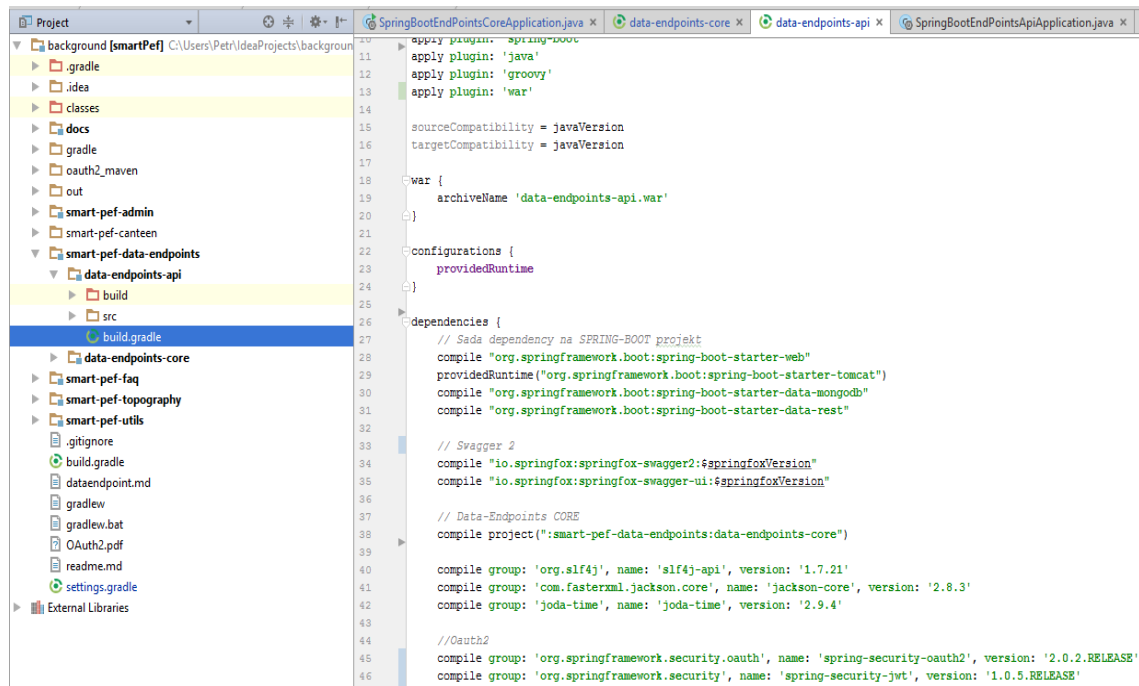 Project
SpringBootEndPointsCoreApplication.java ×
data-endpoints-core ×
data-endpoints-api ×
SpringBootEndPointsApiApplication.java ×
background [smartPef] C:\Users\Petr\IdeaProjects\backgroun
.gradle
.idea
classes
docs
gradle
oauth2_maven
out
smart-pef-admin
smart-pef-canteen
smart-pef-data-endpoints
data-endpoints-api
build
src
build.gradle
data-endpoints-core
smart-pef-faq
smart-pef-topography
smart-pef-utils
.gitignore
build.gradle
dataendpoint.md
gradlew
gradlew.bat
OAuth2.pdf
readme.md
settings.gradle
External Libraries
10 apply plugin: 'spring-boot'
11 apply plugin: 'java'
12 apply plugin: 'groovy'
13 apply plugin: 'war'
14
15 sourceCompatibility = javaVersion
16 targetCompatibility = javaVersion
17
18 war {
19 archiveName 'data-endpoints-api.war'
20 }
21
22 configurations {
23 providedRuntime
24 }
25
26 dependencies {
27 // Sada dependency na SPRING-BOOT projekt
28 compile "org.springframework.boot:spring-boot-starter-web"
29 providedRuntime("org.springframework.boot:spring-boot-starter-tomcat")
30 compile "org.springframework.boot:spring-boot-starter-data-mongodb"
31 compile "org.springframework.boot:spring-boot-starter-data-rest"
32
33 // Swagger 2
34 compile "io.springfox:springfox-swagger2:$springfoxVersion"
35 compile "io.springfox:springfox-swagger-ui:$springfoxVersion"
36
37 // Data-Endpoints CORE
38 compile project(":smart-pef-data-endpoints:data-endpoints-core")
39
40 compile group: 'org.slf4j', name: 'slf4j-api', version: '1.7.21'
41 compile group: 'com.fasterxml.jackson.core', name: 'jackson-core', version: '2.8.3'
42 compile group: 'joda-time', name: 'joda-time', version: '2.9.4'
43
44 //Oauth2
45 compile group: 'org.springframework.security.oauth', name: 'spring-security-oauth2', version: '2.0.2.RELEASE'
46 compile group: 'org.springframework.security', name: 'spring-security-jwt', version: '1.0.5.RELEASE'